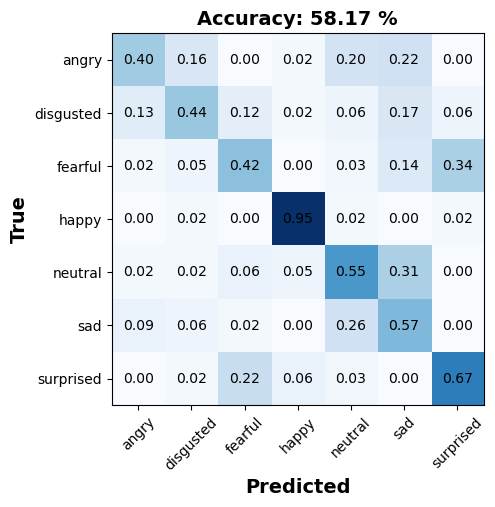 Accuracy: 58.17 %
angry 0.40 0.16 0.00 0.02 0.20 0.22 0.00
disgusted 0.13 0.44 0.12 0.02 0.06 0.17 0.06
fearful 0.02 0.05 0.42 0.00 0.03 0.14 0.34
happy 0.00 0.02 0.00 0.95 0.02 0.00 0.02
neutral 0.02 0.02 0.06 0.05 0.55 0.31 0.00
sad 0.09 0.06 0.02 0.00 0.26 0.57 0.00
surprised 0.00 0.02 0.22 0.06 0.03 0.00 0.67
True
angry disgusted fearful happy neutral sad surprised
Predicted